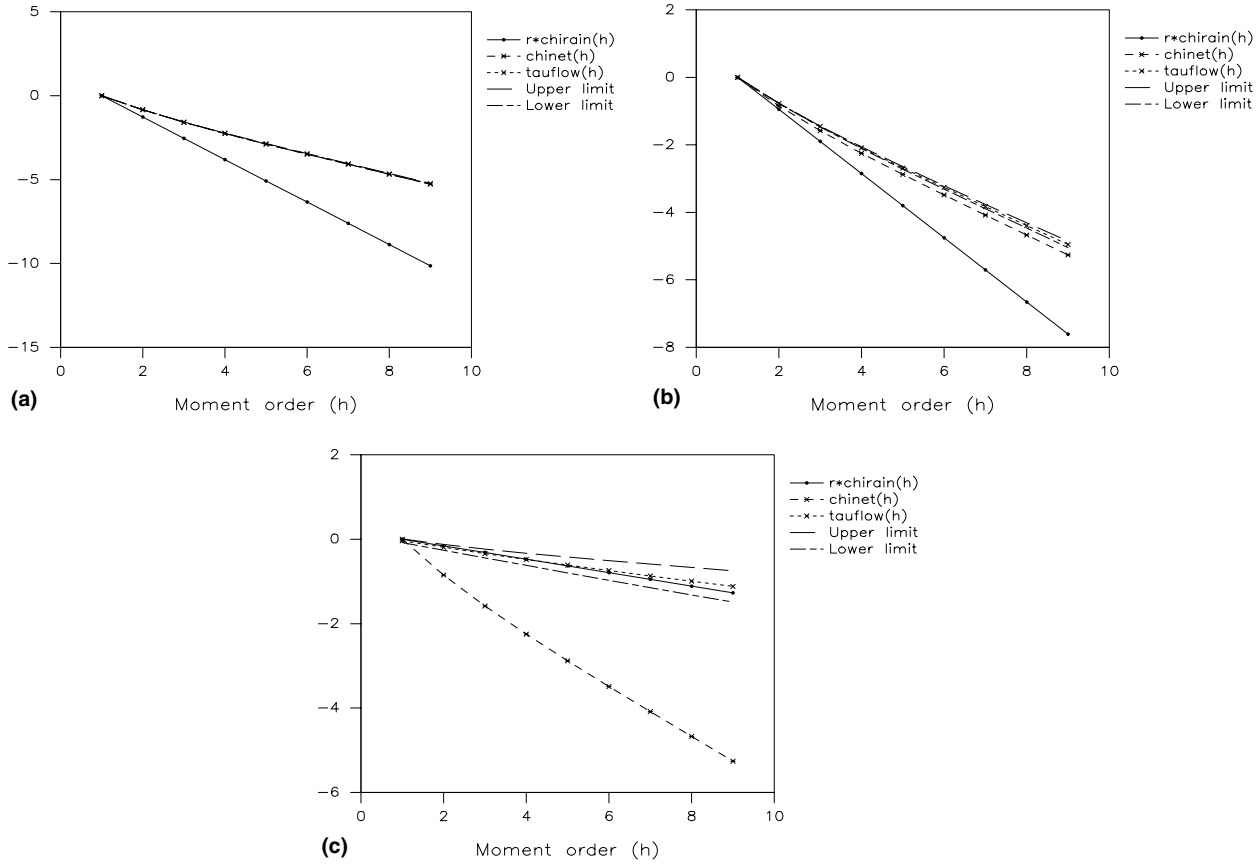 5
0
−5
−10
−15
0 2 4 6 8 10
Moment order (h)
(a)
r*chirain(h)
chinet(h)
tauflow(h)
Upper limit
Lower limit
2
0
−2
−4
−6
−8
0 2 4 6 8 10
Moment order (h)
(b)
r*chirain(h)
chinet(h)
tauflow(h)
Upper limit
Lower limit
2
0
−2
−4
−6
0 2 4 6 8 10
Moment order (h)
(c)
r*chirain(h)
chinet(h)
tauflow(h)
Upper limit
Lower limit